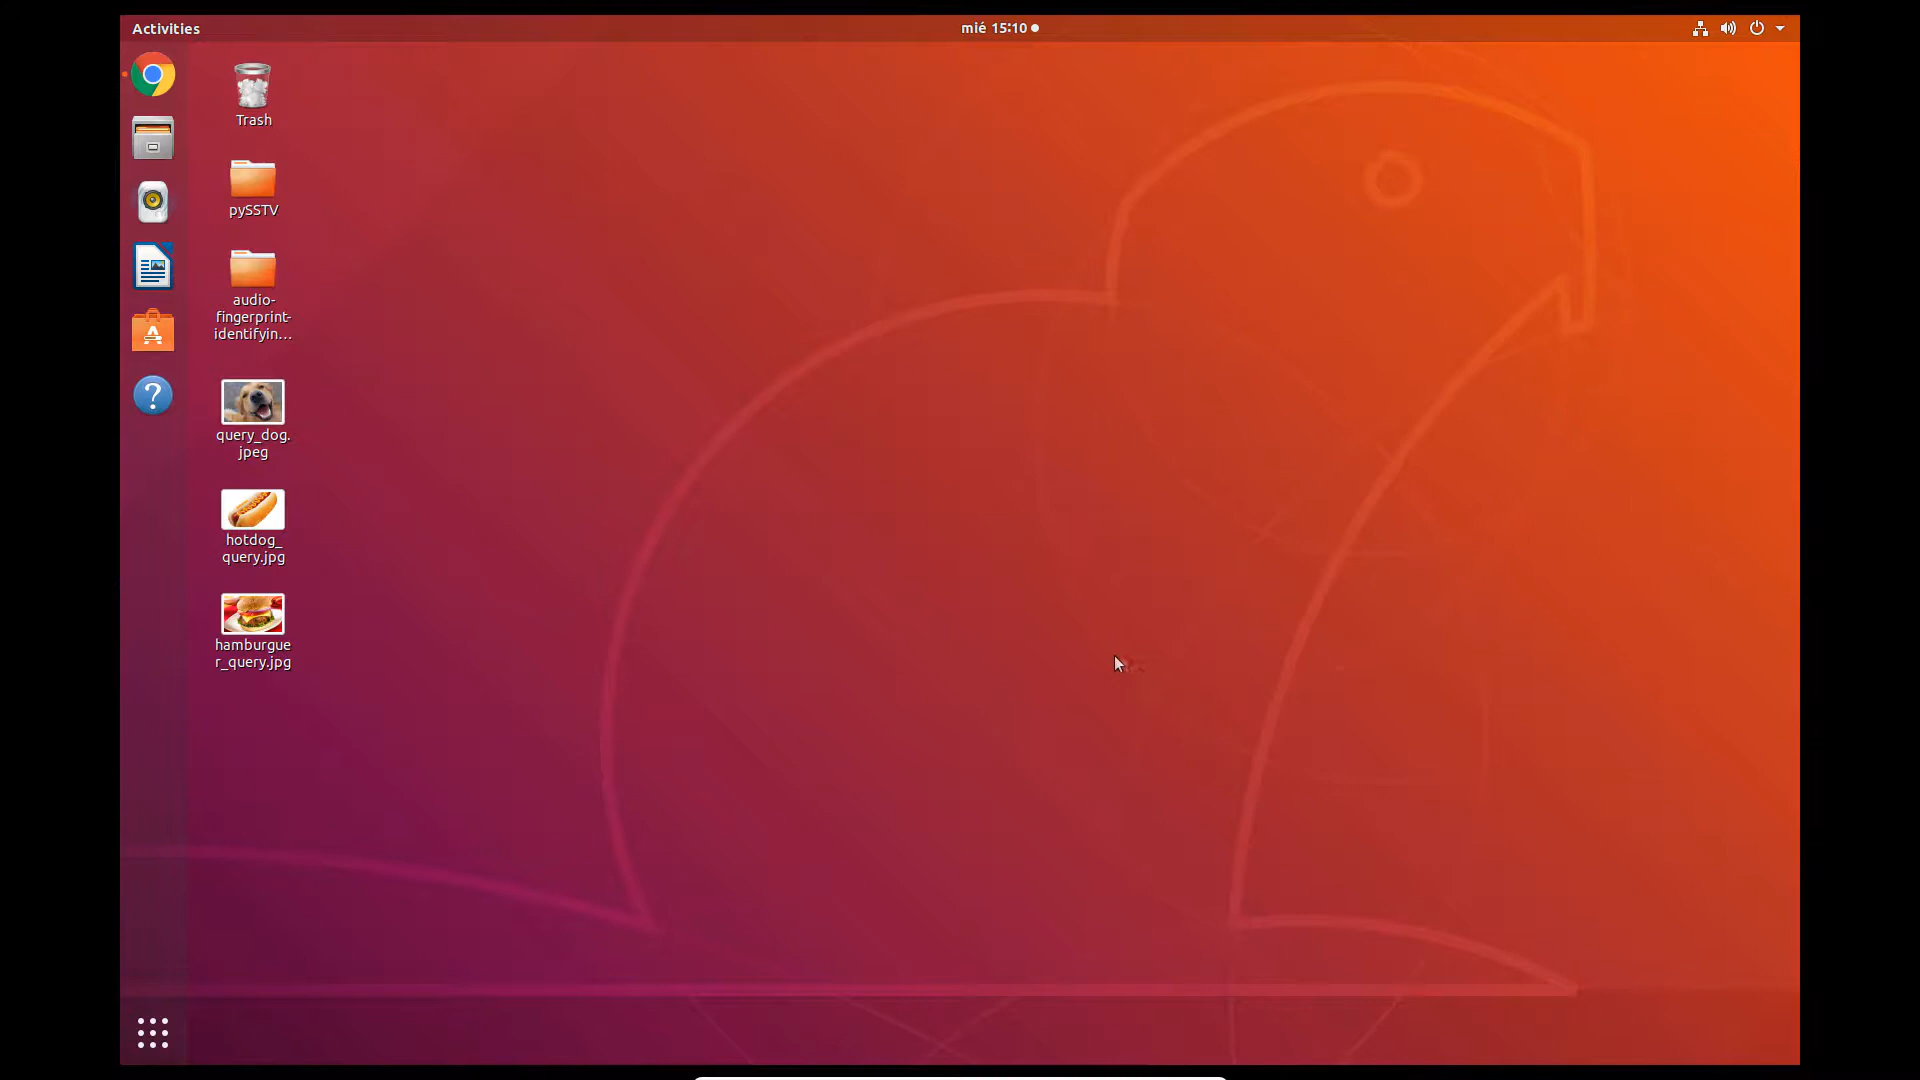 Activities
mié 15:10
Trash
pySSTV
audio-
fingerprint-
identifyin...
query_dog.
jpeg
hotdog_
query.jpg
hamburgue
r_query.jpg